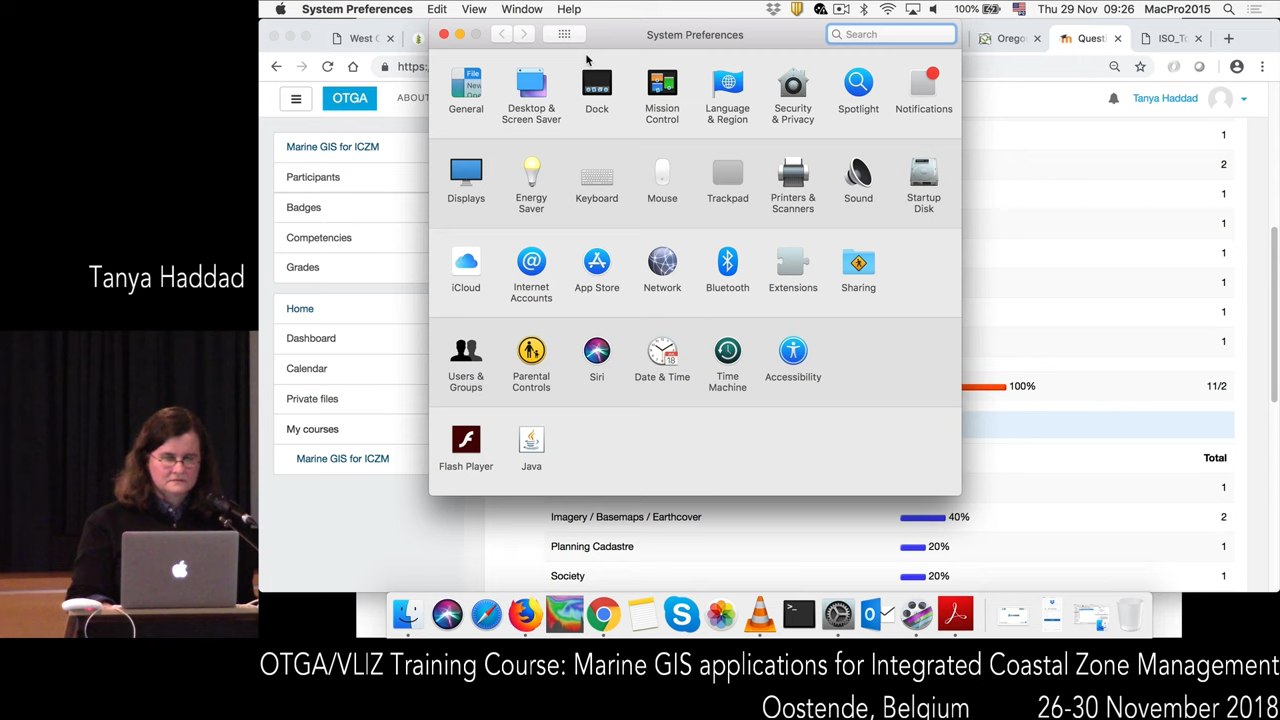 System Preferences Edit View Window Help 100% Thu 29 Nov 09:26 MacPro2015
West C
System Preferences
Search
Orego
Questi
ISO_To
https:
OTGA
ABOU
Tanya Haddad
General
Desktop &
Screen Saver
Dock
Mission
Control
Language
& Region
Security
& Privacy
Spotlight
Notifications
Displays
Energy
Saver
Keyboard
Mouse
Trackpad
Printers &
Scanners
Sound
Startup
Disk
iCloud
Internet
Accounts
App Store
Network
Bluetooth
Extensions
Sharing
Users &
Groups
Parental
Controls
Siri
Date & Time
Time
Machine
Accessibility
Flash Player
Java
Marine GIS for ICZM
Participants
Badges
Competencies
Grades
Home
Dashboard
Calendar
Private files
My courses
Marine GIS for ICZM
1
2
1
1
1
1
1
1
100% 11/2
Total
1
Imagery / Basemaps / Earthcover 40% 2
Planning Cadastre 20% 1
Society 20% 1
Tanya Haddad
OTGA/VLIZ Training Course: Marine GIS applications for Integrated Coastal Zone Management
Oostende, Belgium 26-30 November 2018